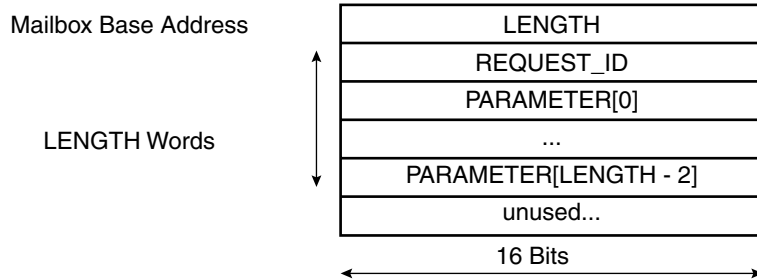 Mailbox Base Address LENGTH
REQUEST_ID
PARAMETER[0]
LENGTH Words ...
PARAMETER[LENGTH - 2]
unused...
16 Bits